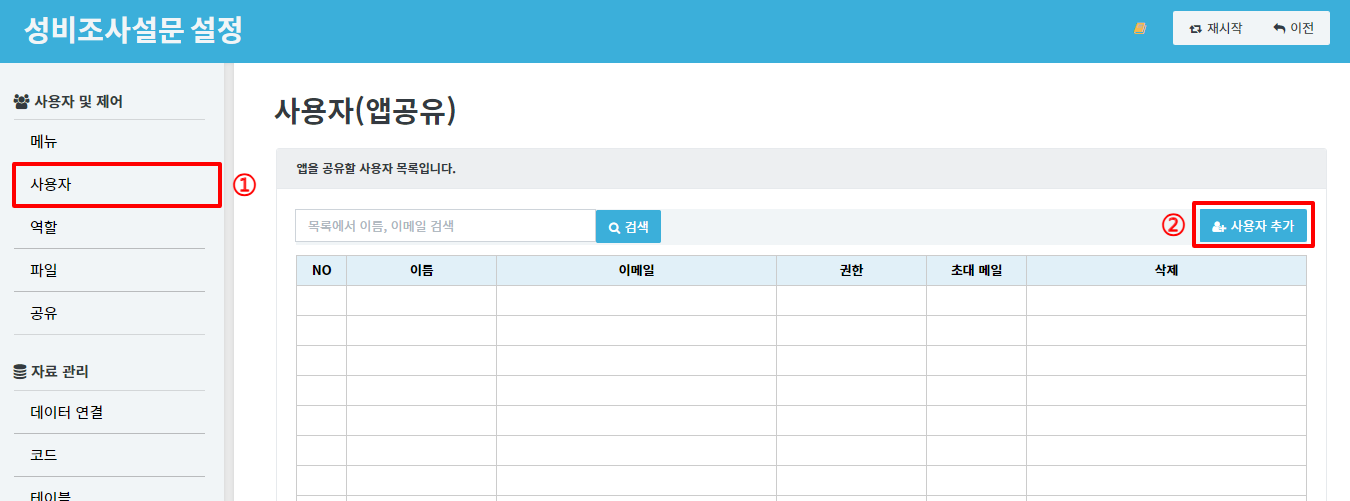 성비조사설문 설정
재시작
이전
사용자 및 제어
메뉴
사용자
①
역할
파일
공유
자료 관리
데이터 연결
코드
테이블
사용자(앱공유)
앱을 공유할 사용자 목록입니다.
목록에서 이름, 이메일 검색
검색
②
사용자 추가
NO 이름 이메일 권한 초대 메일 삭제